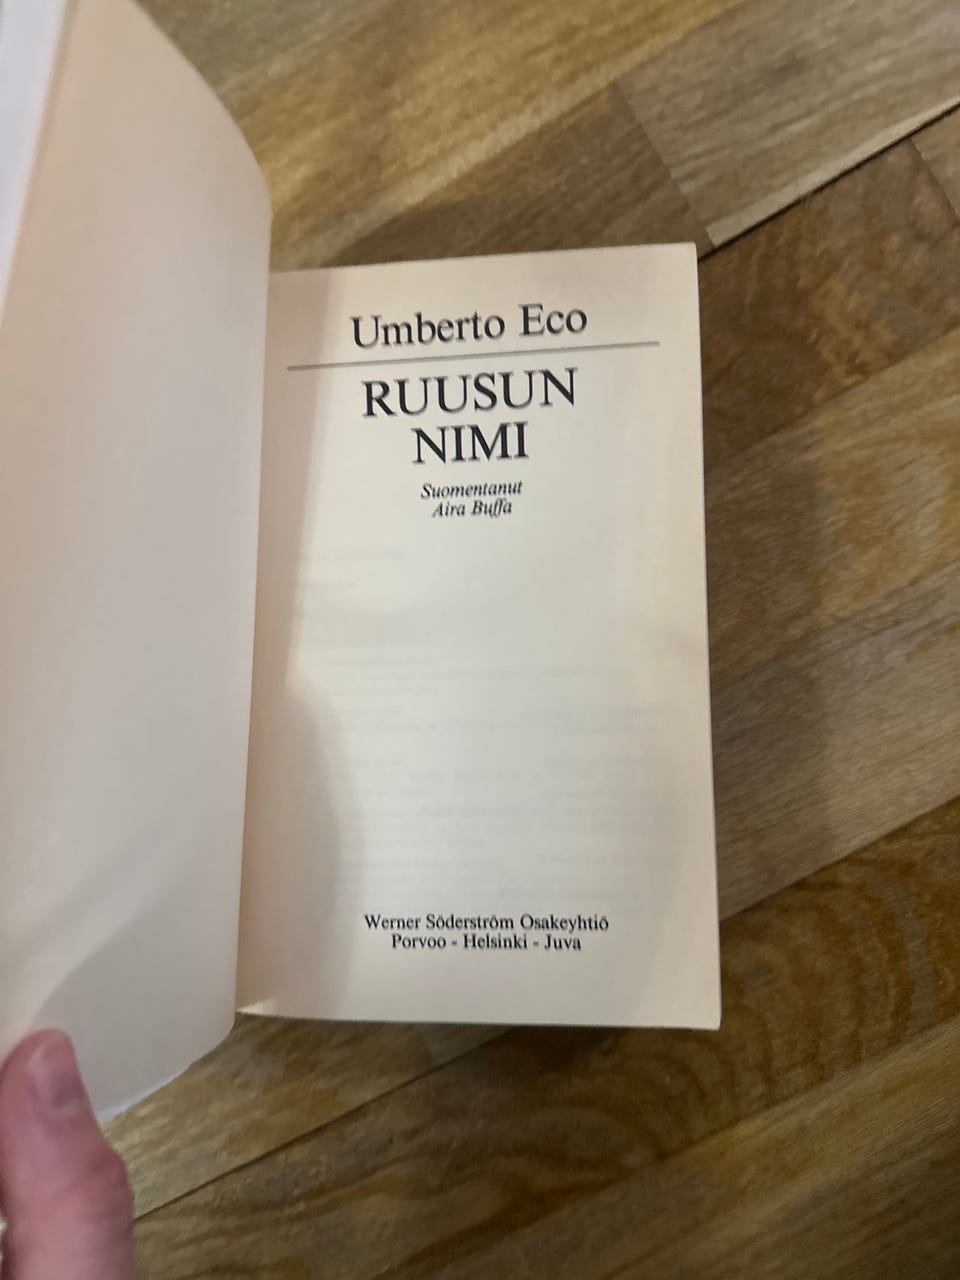 Umberto Eco
RUUSUN
NIMI
Suomentanut
Aira Buffa
Werner Söderström Osakeyhtiö
Porvoo - Helsinki - Juva